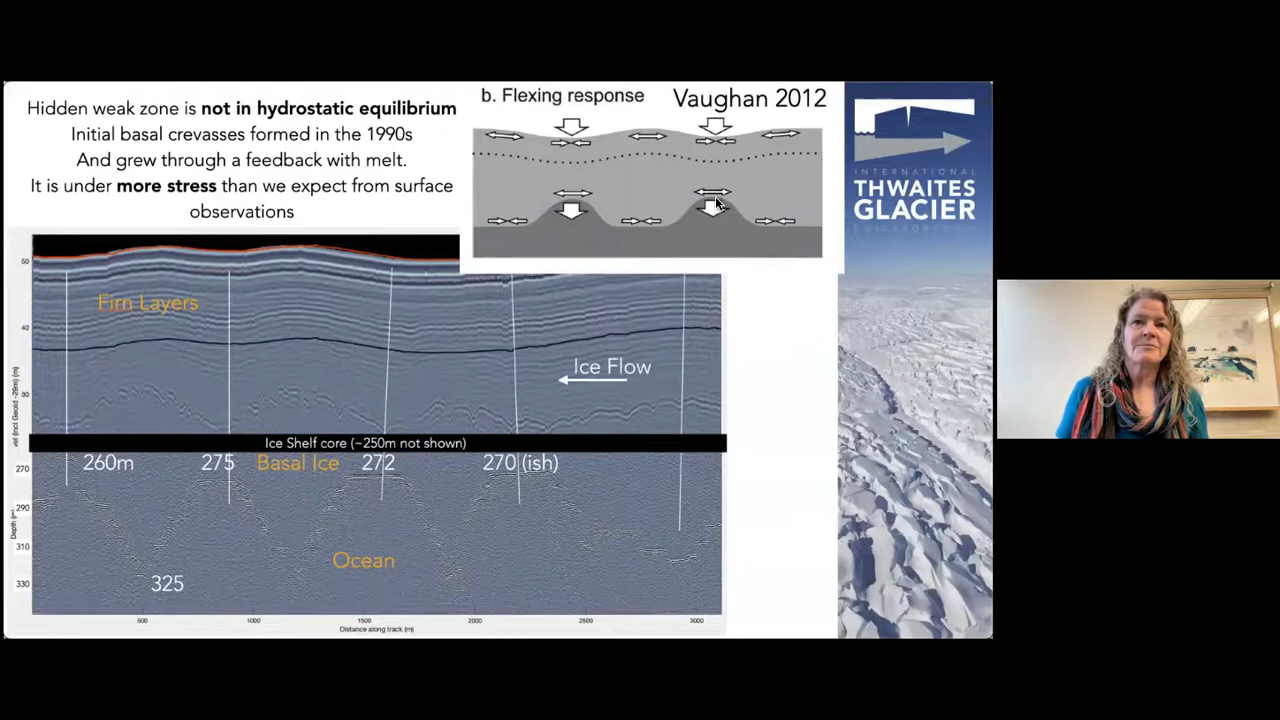 Hidden weak zone is not in hydrostatic equilibrium
Initial basal crevasses formed in the 1990s
And grew through a feedback with melt.
It is under more stress than we expect from surface
observations
b. Flexing response
Vaughan 2012
INTERNATIONAL
THWAITES
GLACIER
Firn Layers
Ice Flow
Ice Shelf core (~250m not shown)
260m
275
Basal Ice
272
270 (ish)
Ocean
325
50
40
30
270
290
310
330
500
1000
1500
2000
2500
3000
Distance along track (m)